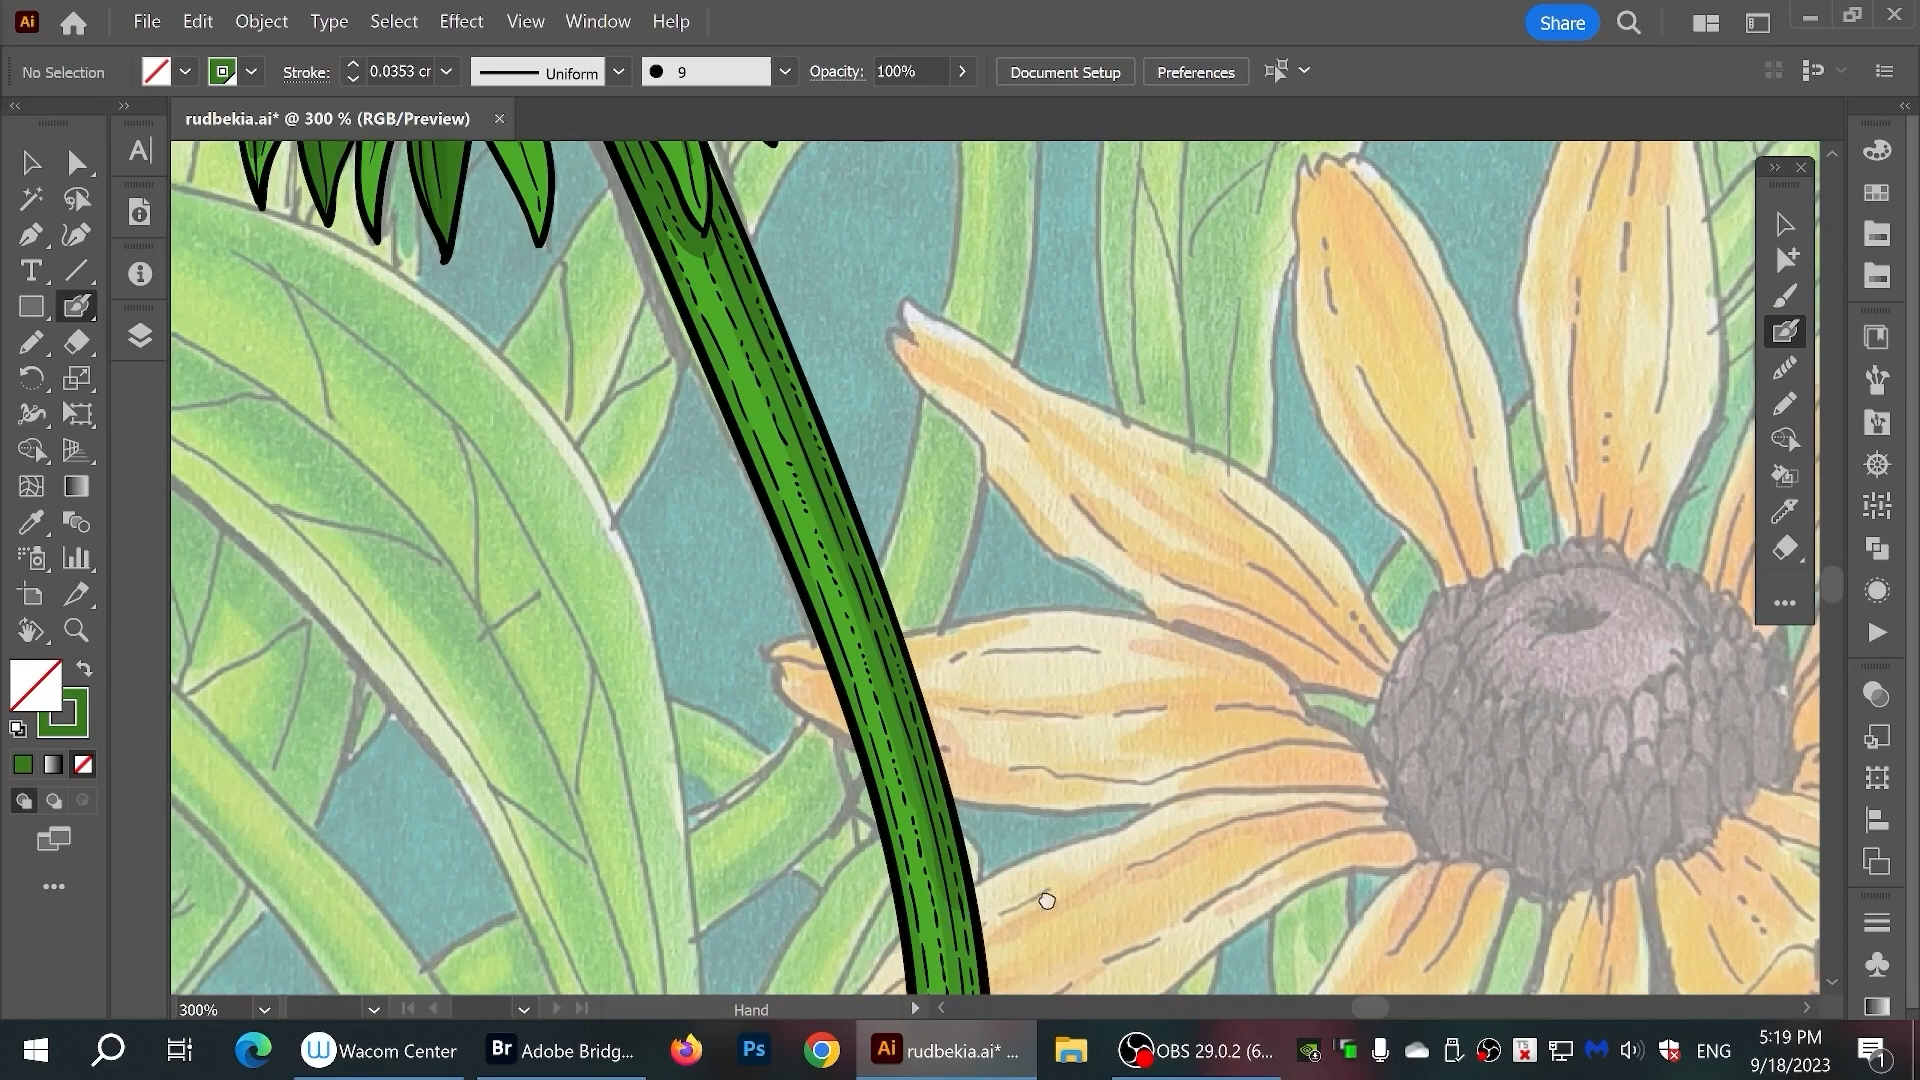 Ai File Edit Object Type Select Effect View Window Help Share
No Selection Stroke: 0.0353 cr Uniform 9 Opacity: 100% Document Setup Preferences
rudbekia.ai* @ 300 % (RGB/Preview)
300% Hand
Wacom Center Br Adobe Bridg... Ps Ai rudbekia.ai* ... OBS 29.0.2 (6... ENG 5:19 PM
9/18/2023 1